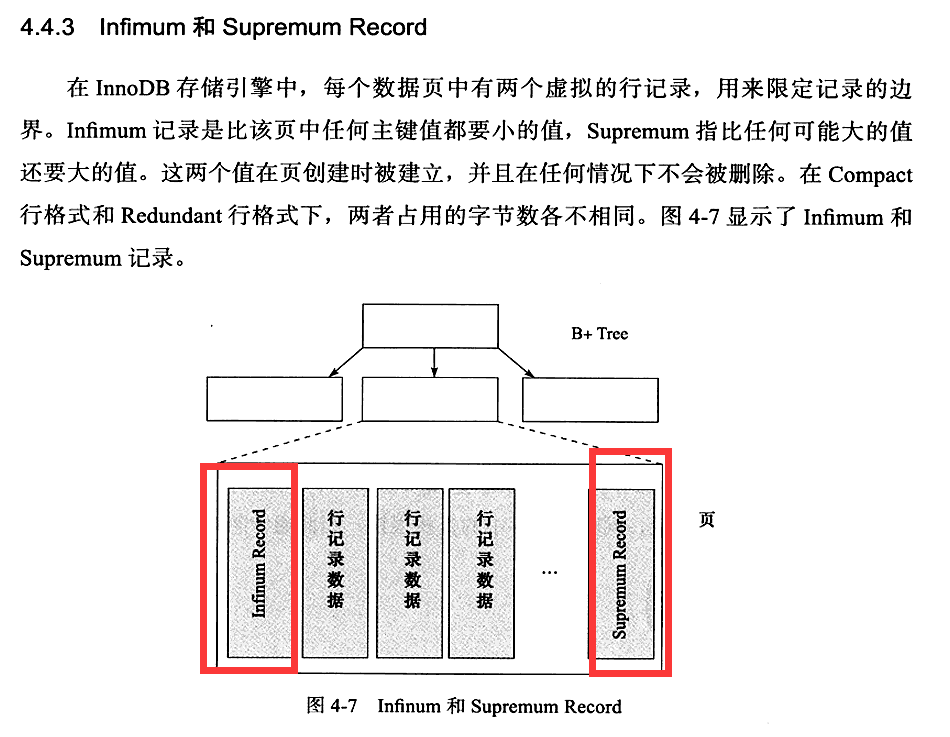 4.4.3 Infimum 和 Supremum Record
在 InnoDB 存储引擎中，每个数据页中有两个虚拟的行记录，用来限定记录的边
界。Infimum 记录是比该页中任何主键值都要小的值，Supremum 指比任何可能大的值
还要大的值。这两个值在页创建时被建立，并且在任何情况下不会被删除。在 Compact
行格式和 Redundant 行格式下，两者占用的字节数各不相同。图 4-7 显示了 Infimum 和
Supremum 记录。
B+ Tree
Infinum Record
行记录数据
行记录数据
行记录数据
...
Supremum Record
页
图 4-7 Infinum 和 Supremum Record